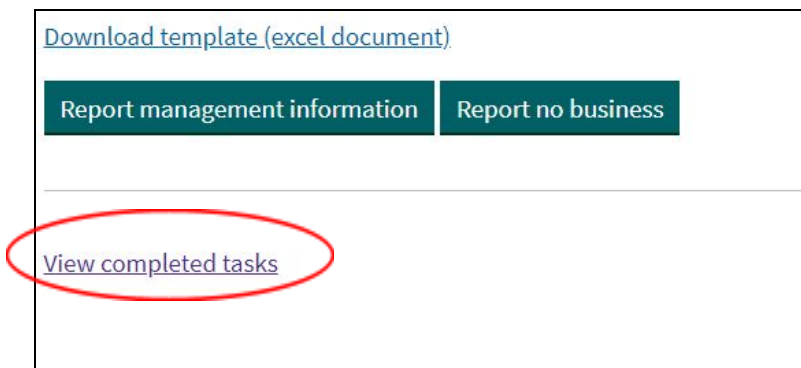 Download template (excel document)
Report management information Report no business
View completed tasks